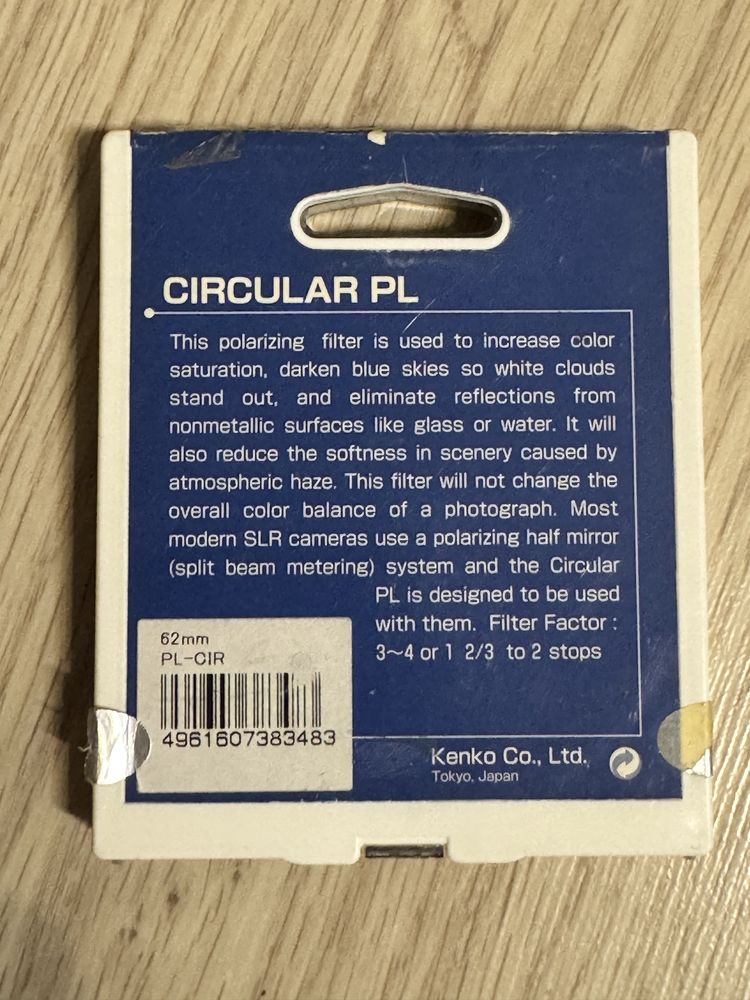 CIRCULAR PL
This polarizing filter is used to increase color
saturation, darken blue skies so white clouds
stand out, and eliminate reflections from
nonmetallic surfaces like glass or water. It will
also reduce the softness in scenery caused by
atmospheric haze. This filter will not change the
overall color balance of a photograph. Most
modern SLR cameras use a polarizing half mirror
(split beam metering) system and the Circular
PL is designed to be used
with them. Filter Factor :
3~4 or 1 2/3 to 2 stops
62mm
PL-CIR
4961607383483
Kenko Co., Ltd.
Tokyo, Japan